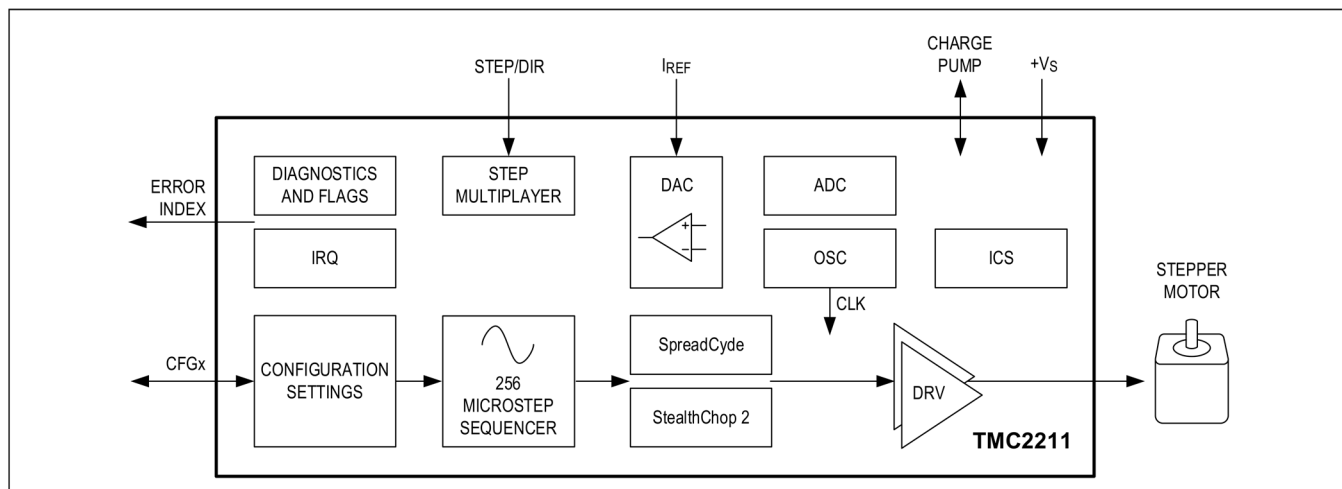 CHARGE
PUMP
STEP/DIR
IREF
+VS
DIAGNOSTICS
AND FLAGS
STEP
MULTIPLAYER
DAC
ADC
ERROR
INDEX
IRQ
+
−
OSC
ICS
STEPPER
MOTOR
CLK
CFGx
CONFIGURATION
SETTINGS
256
MICROSTEP
SEQUENCER
SpreadCyde
StealthChop 2
DRV
TMC2211